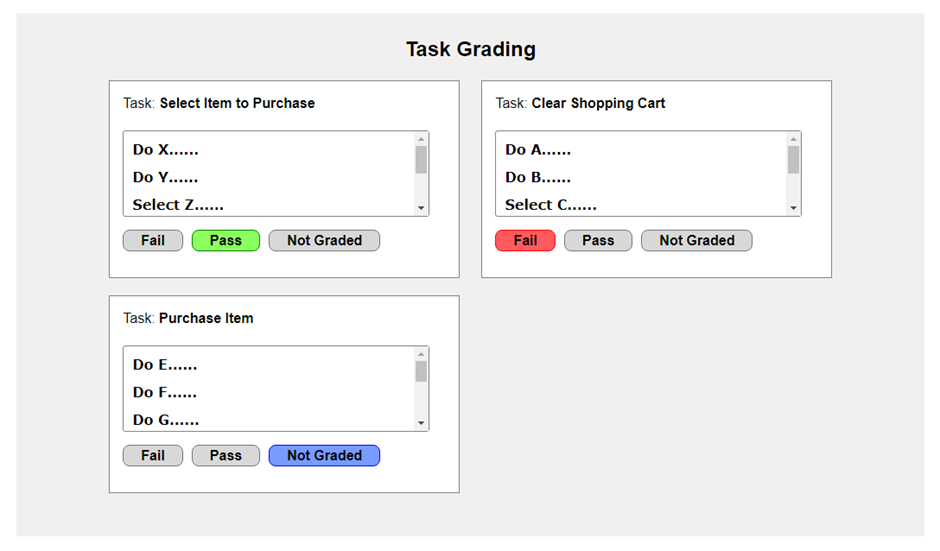 Task Grading
Task: Select Item to Purchase
Do X......
Do Y......
Select Z......
Fail Pass Not Graded
Task: Clear Shopping Cart
Do A......
Do B......
Select C......
Fail Pass Not Graded
Task: Purchase Item
Do E......
Do F......
Do G......
Fail Pass Not Graded